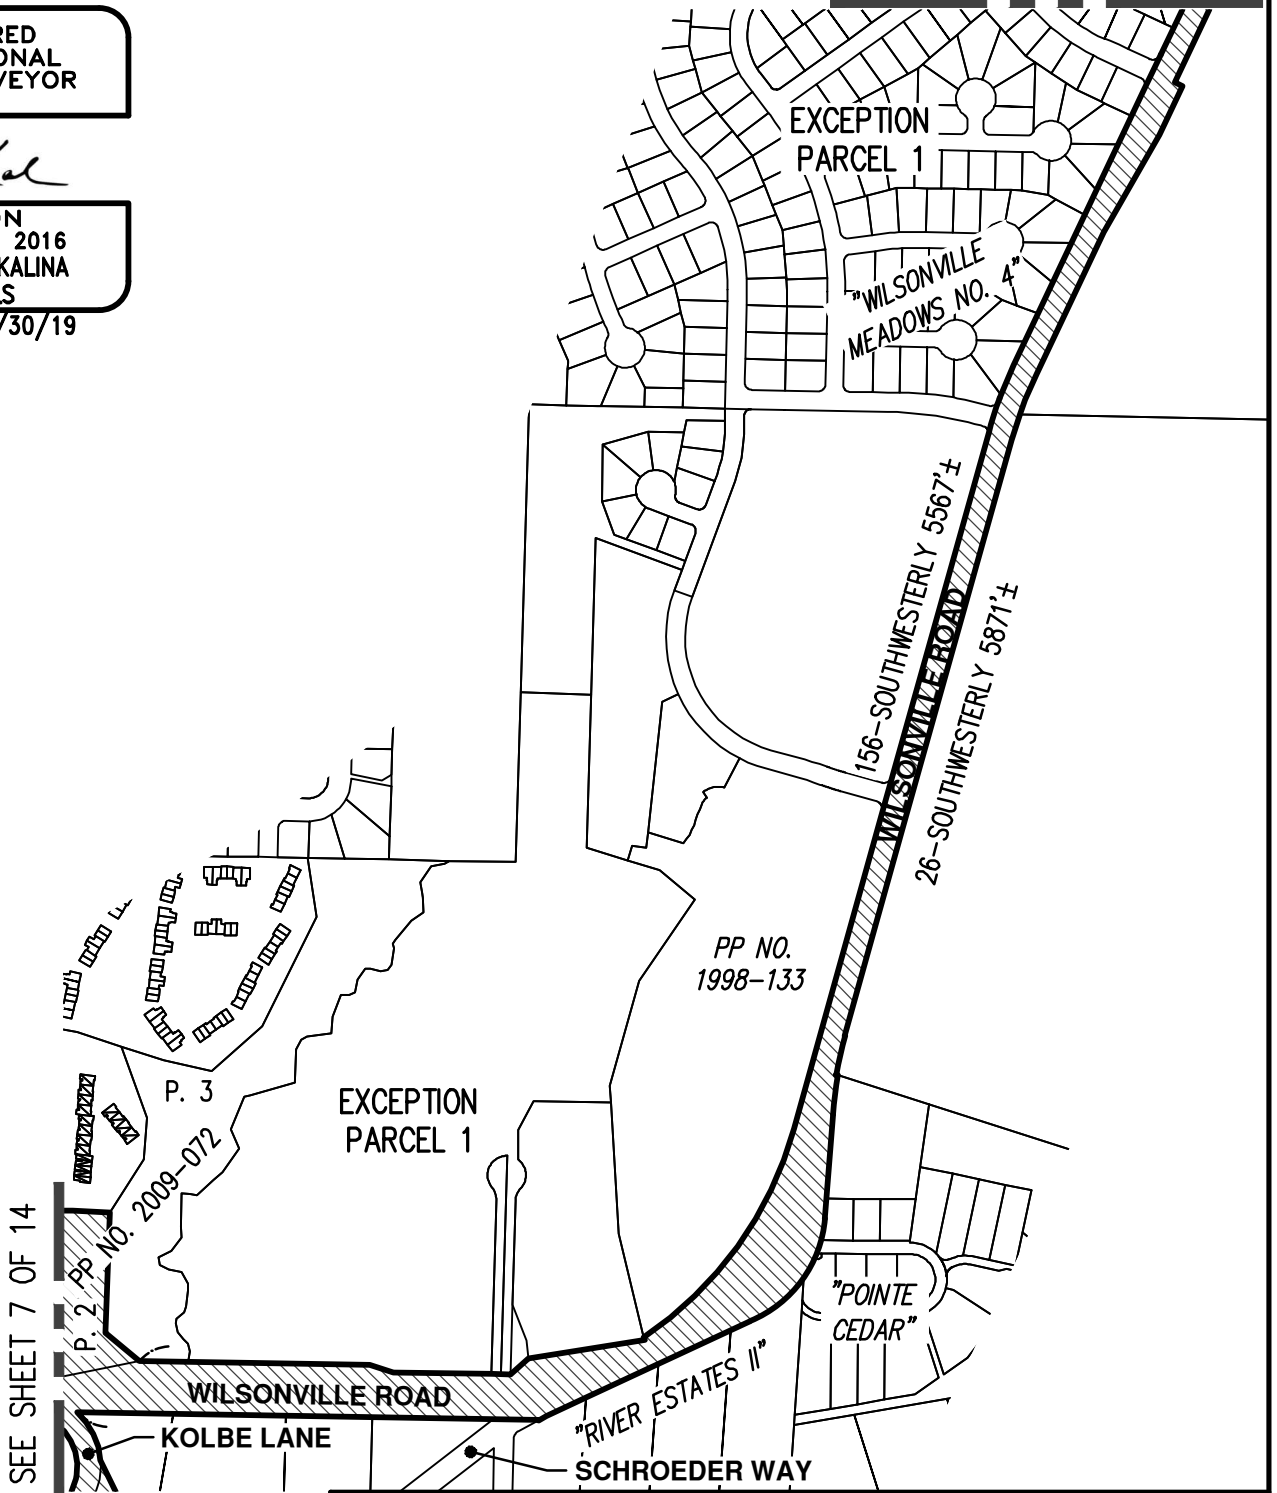 RED
ONAL
VEYOR
ON
2016
KALINA
LS
/30/19
EXCEPTION
PARCEL 1
"WILSONVILLE
MEADOWS NO. 4"
156-SOUTHWESTERLY 5567'±
WILSONVILLE ROAD
26-SOUTHWESTERLY 5871'±
PP NO.
1998-133
P. 3
EXCEPTION
PARCEL 1
PP NO. 2009-072
P. 2
SEE SHEET 7 OF 14
"POINTE
CEDAR"
"RIVER ESTATES II"
WILSONVILLE ROAD
KOLBE LANE
SCHROEDER WAY